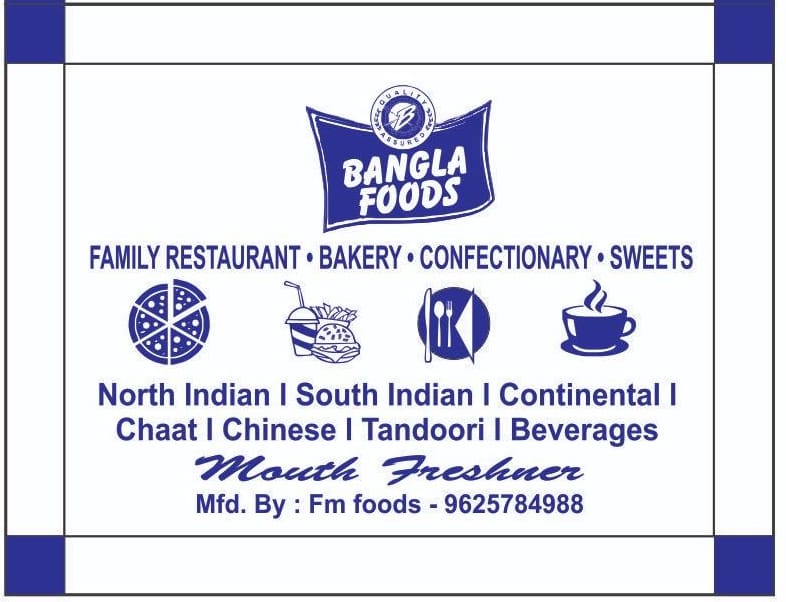 QUALITY
B
ASSURED
BANGLA
FOODS
FAMILY RESTAURANT • BAKERY • CONFECTIONARY • SWEETS
North Indian I South Indian I Continental I
Chaat I Chinese I Tandoori I Beverages
Mouth Freshner
Mfd. By : Fm foods - 9625784988